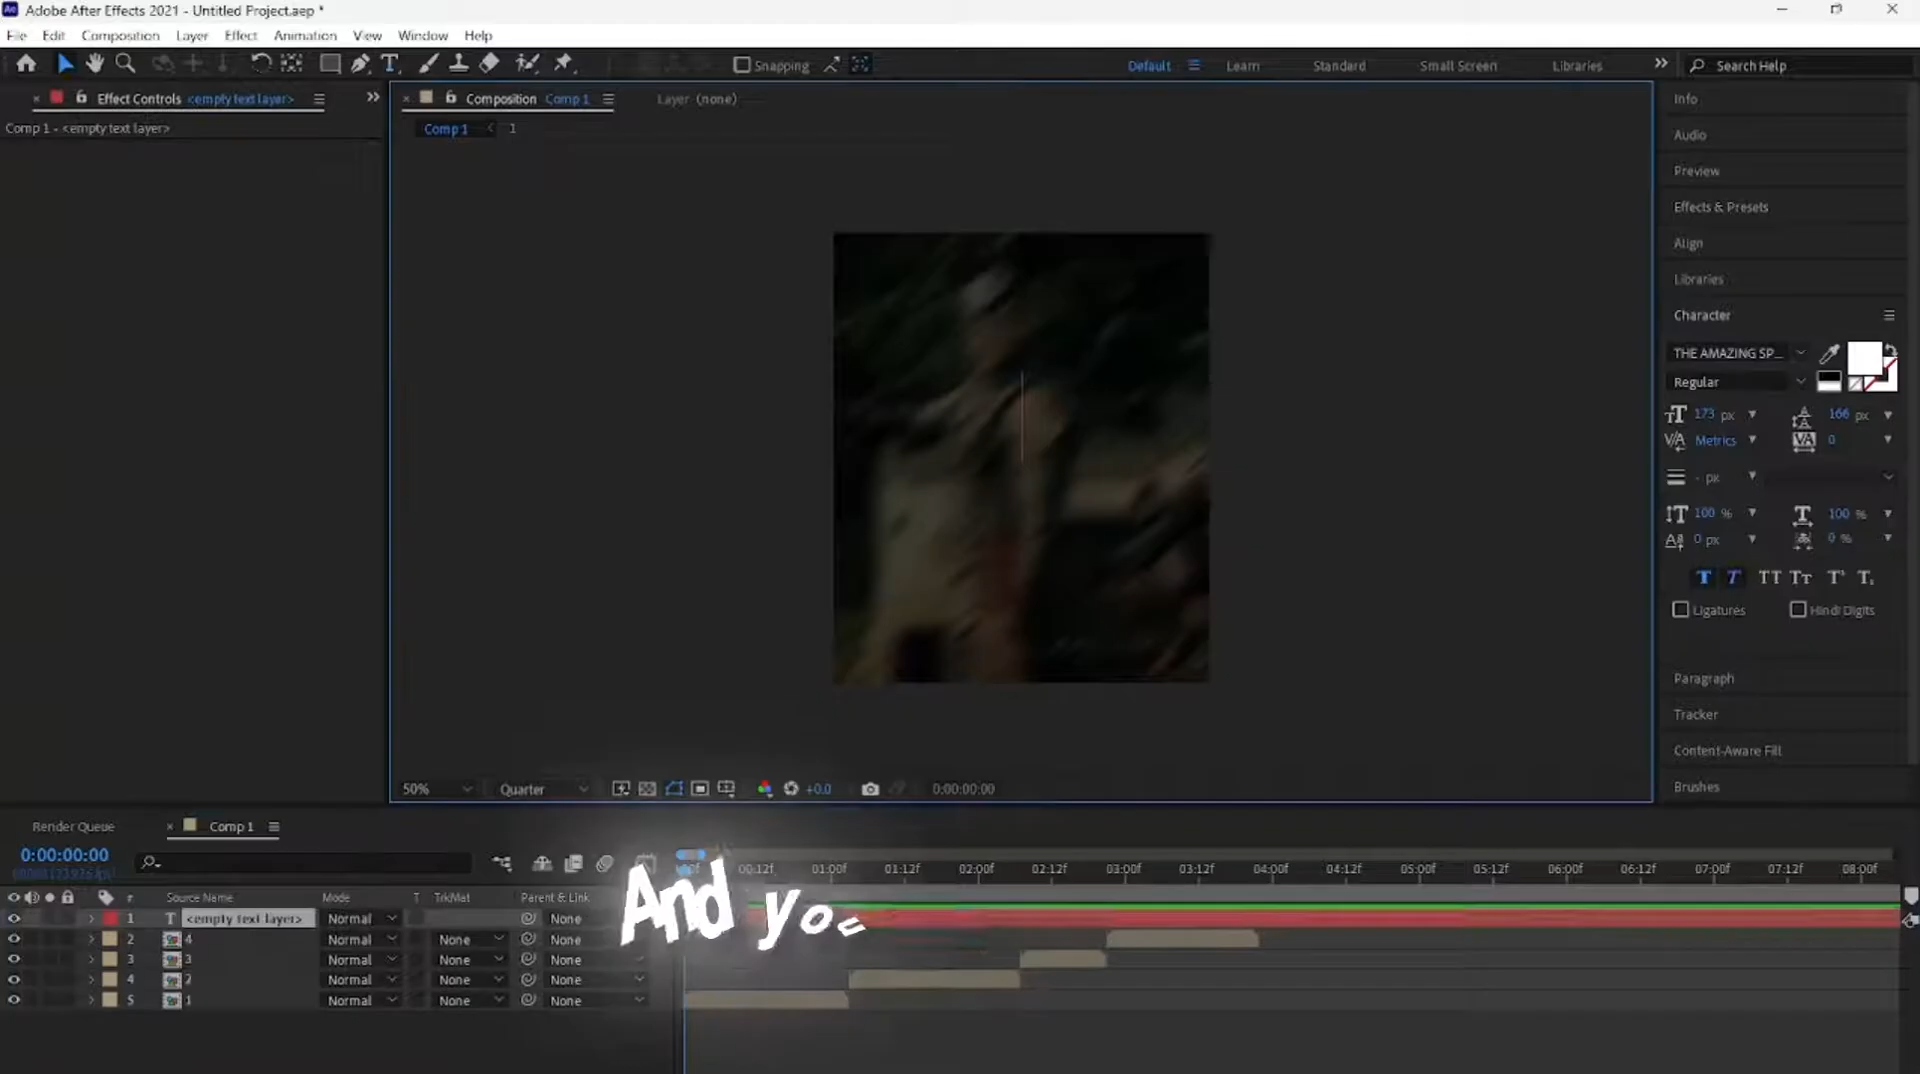 Adobe After Effects 2021 - Untitled Project.aep *
File Edit Composition Layer Effect Animation View Window Help
Snapping Default Learn Standard Small Screen Libraries Search Help
Effect Controls <empty text layer>
Composition Comp 1 Layer (none)
Comp 1 - <empty text layer>
Comp 1 1
Info
Audio
Preview
Effects & Presets
Align
Libraries
Character
THE AMAZING SP...
Regular
173 px 166 px
Metrics 0
- px
100 % 100 %
0 px 0 %
Ligatures Hindi Digits
Paragraph
Tracker
Content-Aware Fill
Brushes
50% Quarter +0.0 0:00:00:00
Render Queue Comp 1
0:00:00:00
00:12f 01:00f 01:12f 02:00f 02:12f 03:00f 03:12f 04:00f 04:12f 05:00f 05:12f 06:00f 06:12f 07:00f 07:12f 08:00f
Source Name Mode T TrkMat Parent & Link
1 T <empty text layer> Normal None
2 4 Normal None None
3 3 Normal None None
4 2 Normal None None
5 1 Normal None None
And yo